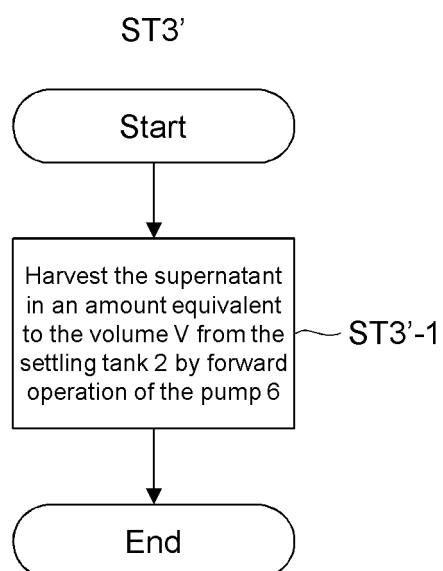 ST3'
Start
Harvest the supernatant
in an amount equivalent
to the volume V from the
settling tank 2 by forward
operation of the pump 6
ST3'-1
End